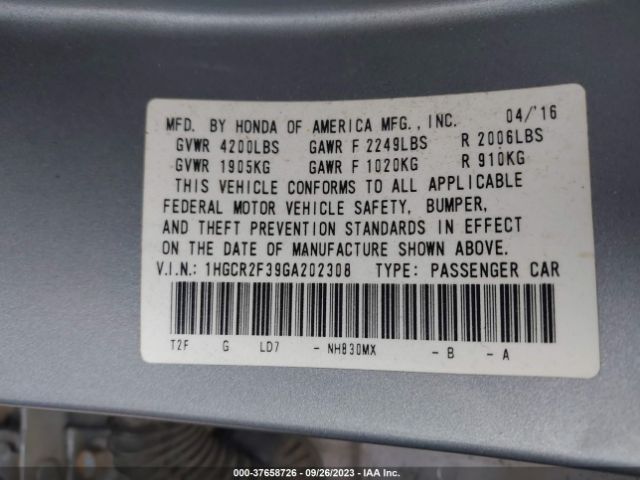 MFD. BY HONDA OF AMERICA MFG., INC. 04/'16
GVWR 4200LBS GAWR F 2249LBS R 2006LBS
GVWR 1905KG GAWR F 1020KG R 910KG
THIS VEHICLE CONFORMS TO ALL APPLICABLE
FEDERAL MOTOR VEHICLE SAFETY, BUMPER,
AND THEFT PREVENTION STANDARDS IN EFFECT
ON THE DATE OF MANUFACTURE SHOWN ABOVE.
V.I.N.: 1HGCR2F39GA202308 TYPE: PASSENGER CAR
T2F G LD7 - NH830MX - B - A
000-37658726 - 09/26/2023 - IAA Inc.